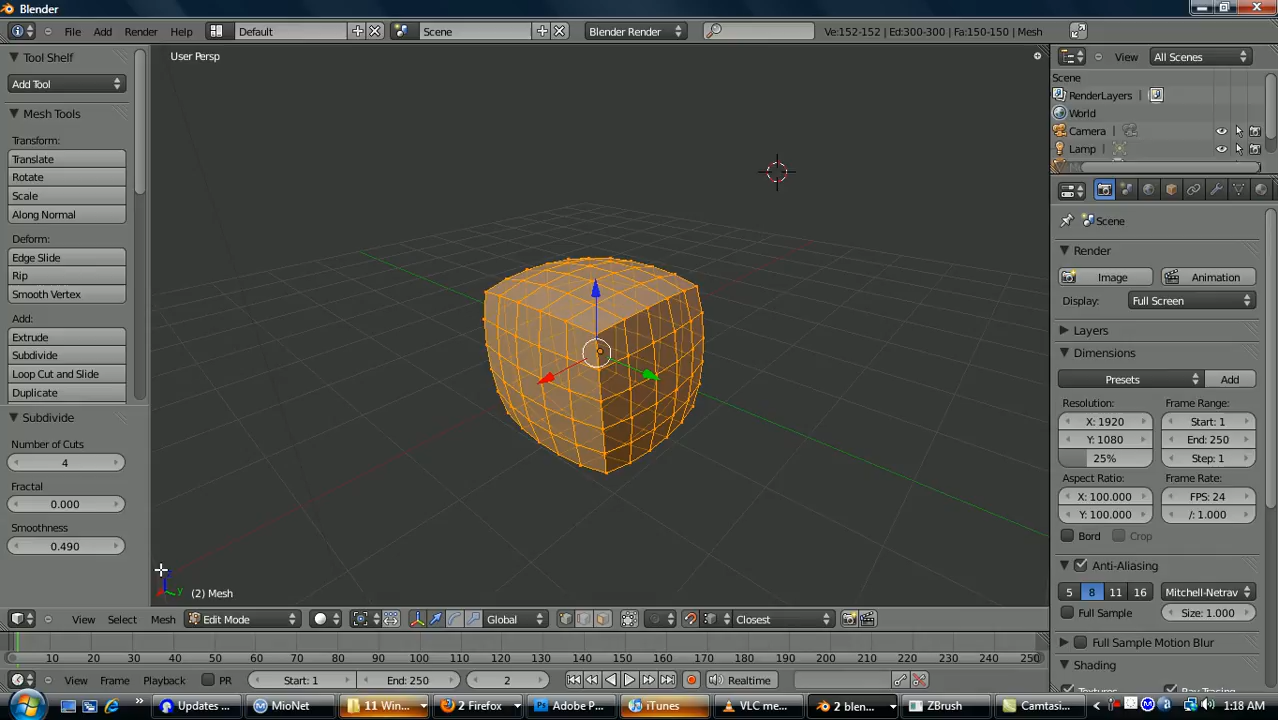 Blender
File Add Render Help Default Scene Blender Render Ve:152-152 | Ed:300-300 | Fa:150-150 | Mesh
Tool Shelf
Add Tool
Mesh Tools
Transform:
Translate
Rotate
Scale
Along Normal
Deform:
Edge Slide
Rip
Smooth Vertex
Add:
Extrude
Subdivide
Loop Cut and Slide
Duplicate
Subdivide
Number of Cuts
4
Fractal
0.000
Smoothness
0.490
User Persp
y
(2) Mesh
View Select Mesh Edit Mode Global Closest
10 20 30 40 50 60 70 80 90 100 110 120 130 140 150 160 170 180 190 200 210 220 230 240 250
View Frame Playback PR Start: 1 End: 250 2 Realtime
View All Scenes
Scene
RenderLayers |
World
Camera |
Lamp |
Scene
Render
Image Animation
Display: Full Screen
Layers
Dimensions
Presets Add
Resolution: Frame Range:
X: 1920 Start: 1
Y: 1080 End: 250
25% Step: 1
Aspect Ratio: Frame Rate:
X: 100.000 FPS: 24
Y: 100.000 /: 1.000
Bord Crop
Anti-Aliasing
5 8 11 16 Mitchell-Netrav
Full Sample Size: 1.000
Full Sample Motion Blur
Shading
Textures Ray Tracing
» Updates ... MioNet 11 Win... 2 Firefox Adobe P... iTunes VLC me... 2 blen... ZBrush Camtasi... 1:18 AM